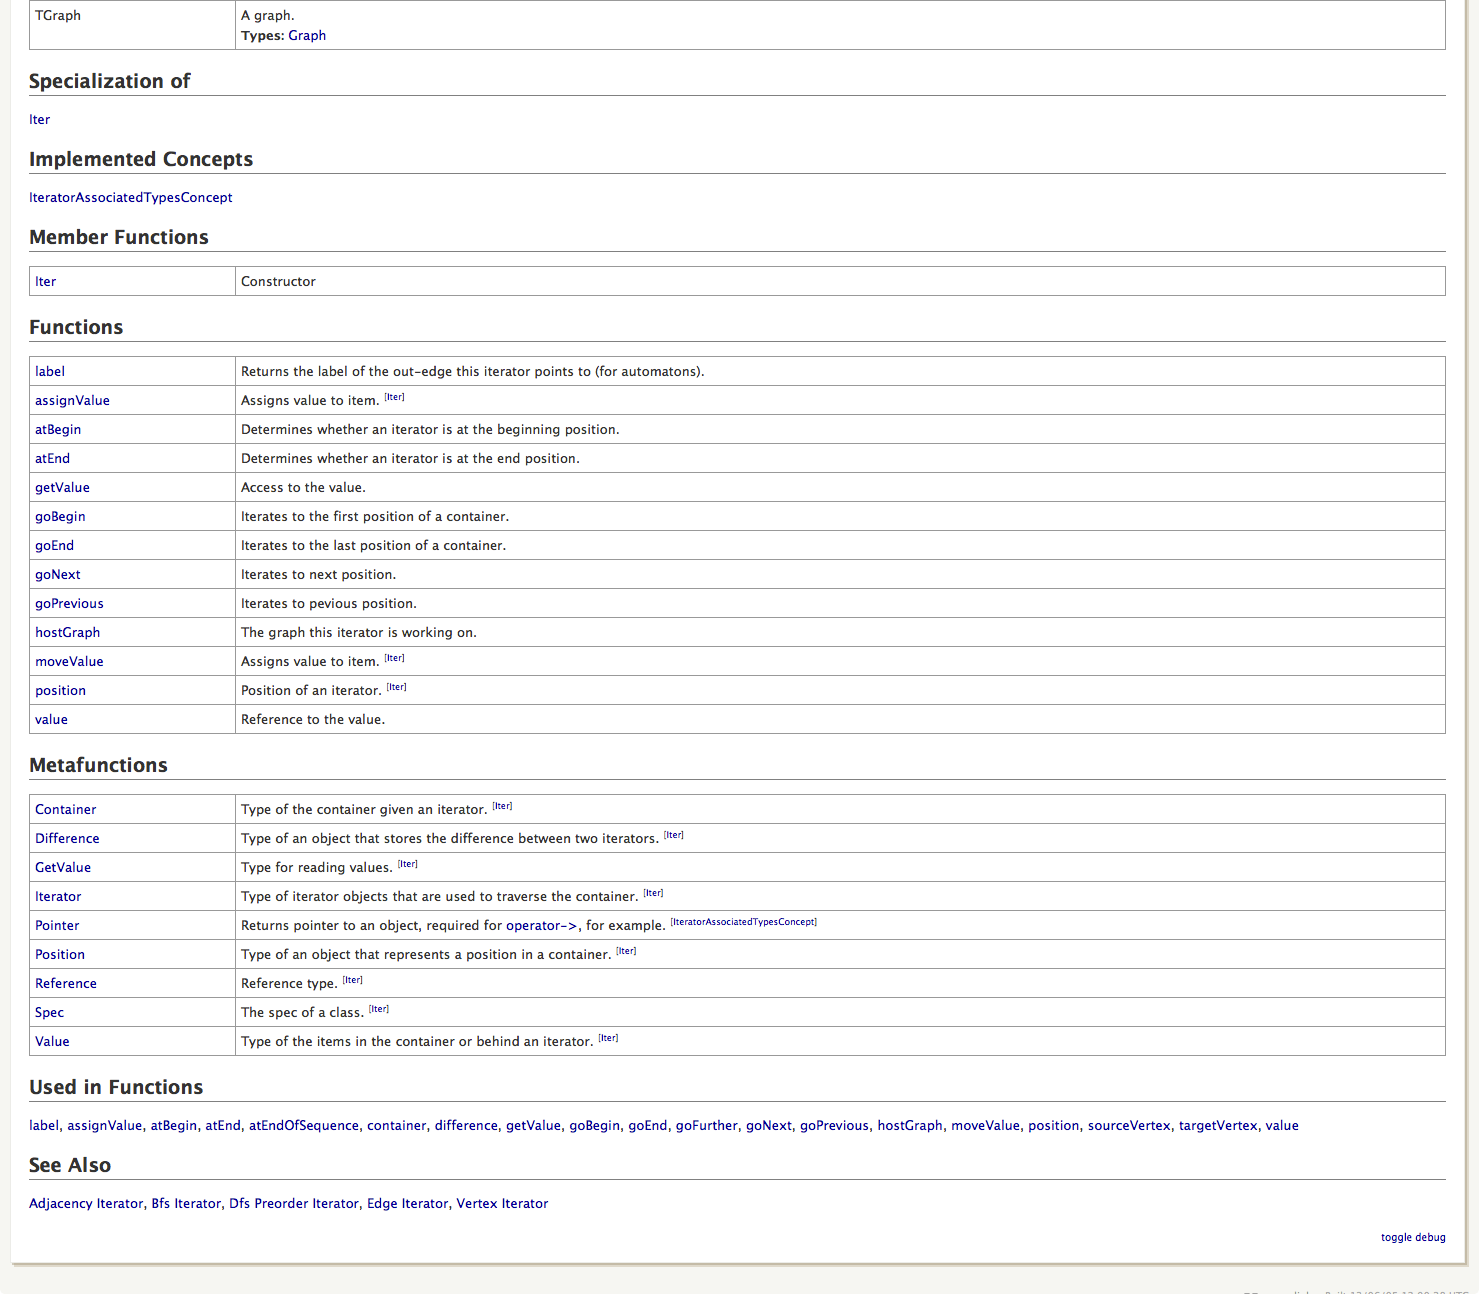 TGraph A graph.
Types: Graph
Specialization of
Iter
Implemented Concepts
IteratorAssociatedTypesConcept
Member Functions
Iter Constructor
Functions
label Returns the label of the out-edge this iterator points to (for automatons).
assignValue Assigns value to item. [Iter]
atBegin Determines whether an iterator is at the beginning position.
atEnd Determines whether an iterator is at the end position.
getValue Access to the value.
goBegin Iterates to the first position of a container.
goEnd Iterates to the last position of a container.
goNext Iterates to next position.
goPrevious Iterates to pevious position.
hostGraph The graph this iterator is working on.
moveValue Assigns value to item. [Iter]
position Position of an iterator. [Iter]
value Reference to the value.
Metafunctions
Container Type of the container given an iterator. [Iter]
Difference Type of an object that stores the difference between two iterators. [Iter]
GetValue Type for reading values. [Iter]
Iterator Type of iterator objects that are used to traverse the container. [Iter]
Pointer Returns pointer to an object, required for operator->, for example. [IteratorAssociatedTypesConcept]
Position Type of an object that represents a position in a container. [Iter]
Reference Reference type. [Iter]
Spec The spec of a class. [Iter]
Value Type of the items in the container or behind an iterator. [Iter]
Used in Functions
label, assignValue, atBegin, atEnd, atEndOfSequence, container, difference, getValue, goBegin, goEnd, goFurther, goNext, goPrevious, hostGraph, moveValue, position, sourceVertex, targetVertex, value
See Also
Adjacency Iterator, Bfs Iterator, Dfs Preorder Iterator, Edge Iterator, Vertex Iterator
toggle debug